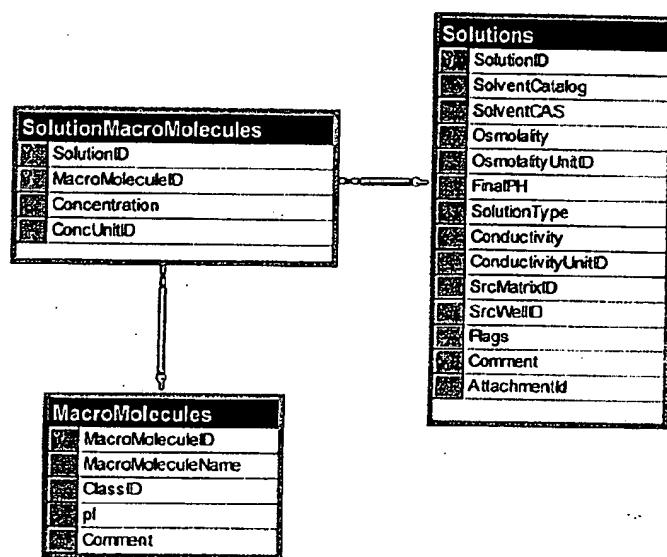 Solutions
SolutionID
SolventCatalog
SolventCAS
Osmolality
OsmolalityUnitID
FinalPH
SolutionType
Conductivity
ConductivityUnitID
SrcMatrixID
SrcWellID
Flags
Comment
AttachmentId
SolutionMacroMolecules
SolutionID
MacroMoleculeID
Concentration
ConcUnitID
MacroMolecules
MacroMoleculeID
MacroMoleculeName
ClassID
pI
Comment